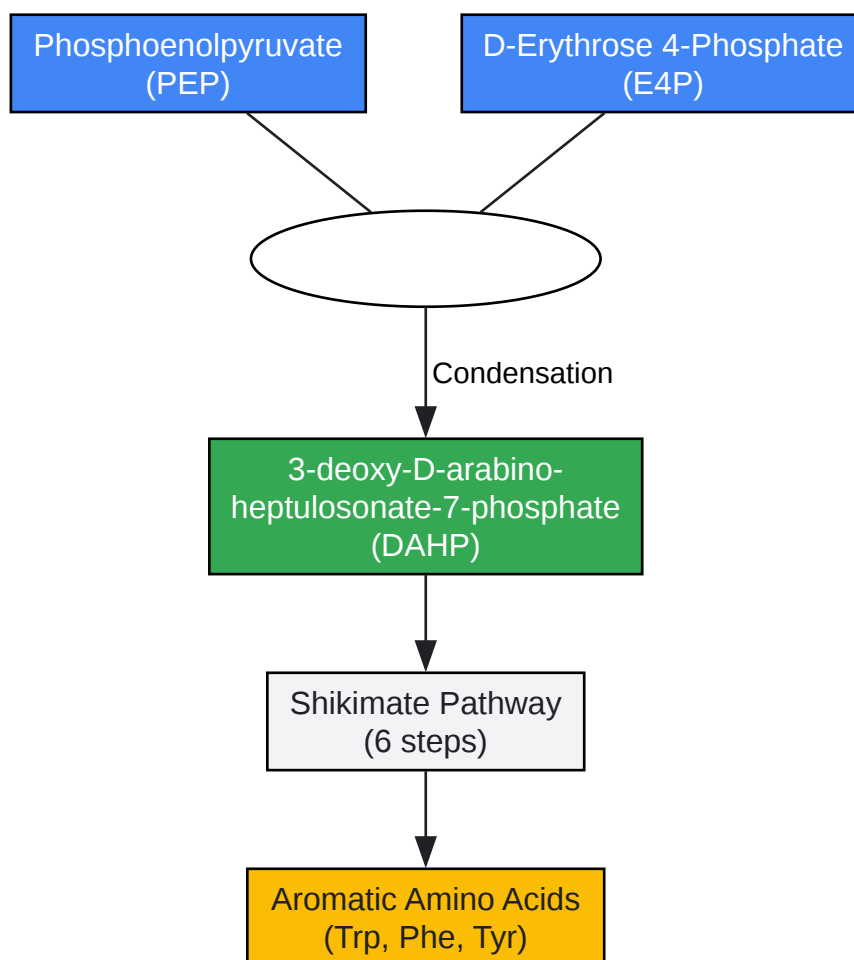 Phosphoenolpyruvate
(PEP)
D-Erythrose 4-Phosphate
(E4P)
Condensation
3-deoxy-D-arabino-
heptulosonate-7-phosphate
(DAHP)
Shikimate Pathway
(6 steps)
Aromatic Amino Acids
(Trp, Phe, Tyr)